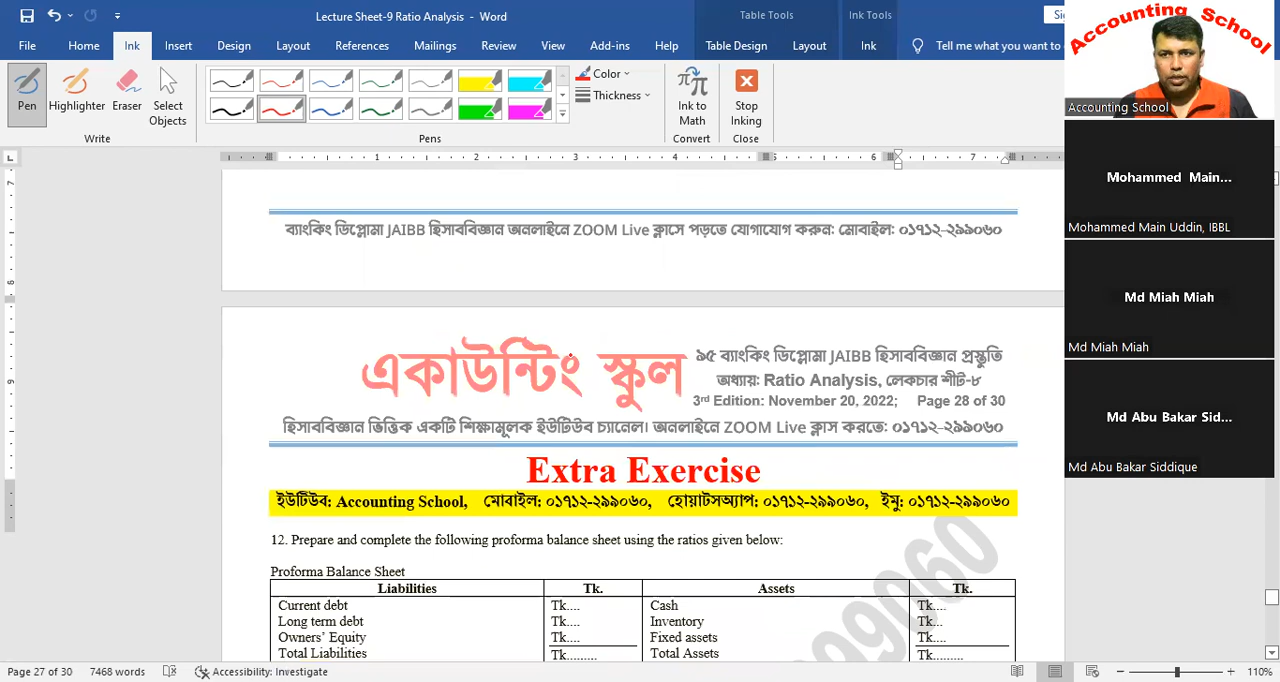 Lecture Sheet-9 Ratio Analysis - Word
Table Tools
Ink Tools
File Home Ink Insert Design Layout References Mailings Review View Add-ins Help Table Design Layout Ink Tell me what you want to
Pen Highlighter Eraser Select Objects
Color
Thickness
Ink to Math
Stop Inking
Write
Pens
Convert
Close
Accounting School
Accounting School
Mohammed Main...
Mohammed Main Uddin, IBBL
Md Miah Miah
Md Miah Miah
Md Abu Bakar Sid...
Md Abu Bakar Siddique
1 2 3 4 5 6 7
ব্যাংকিং ডিপ্লোমা JAIBB হিসাববিজ্ঞান অনলাইনে ZOOM Live ক্লাসে পড়তে যোগাযোগ করুন: মোবাইল: ০১৭১২-২৯৯০৬০
একাউন্টিং স্কুল
৯৫ ব্যাংকিং ডিপ্লোমা JAIBB হিসাববিজ্ঞান প্রস্তুতি
অধ্যায়: Ratio Analysis, লেকচার শীট-৮
3rd Edition: November 20, 2022; Page 28 of 30
হিসাববিজ্ঞান ভিত্তিক একটি শিক্ষামূলক ইউটিউব চ্যানেল। অনলাইনে ZOOM Live ক্লাস করতে: ০১৭১২-২৯৯০৬০
Extra Exercise
ইউটিউব: Accounting School, মোবাইল: ০১৭১২-২৯৯০৬০, হোয়াটসঅ্যাপ: ০১৭১২-২৯৯০৬০, ইমু: ০১৭১২-২৯৯০৬০
12. Prepare and complete the following proforma balance sheet using the ratios given below:
Proforma Balance Sheet
Liabilities Tk. Assets Tk.
Current debt Tk.... Cash Tk....
Long term debt Tk.... Inventory Tk...
Owners' Equity Tk.... Fixed assets Tk....
Total Liabilities Tk......... Total Assets Tk.........
99060
Page 27 of 30 7468 words Accessibility: Investigate 110%